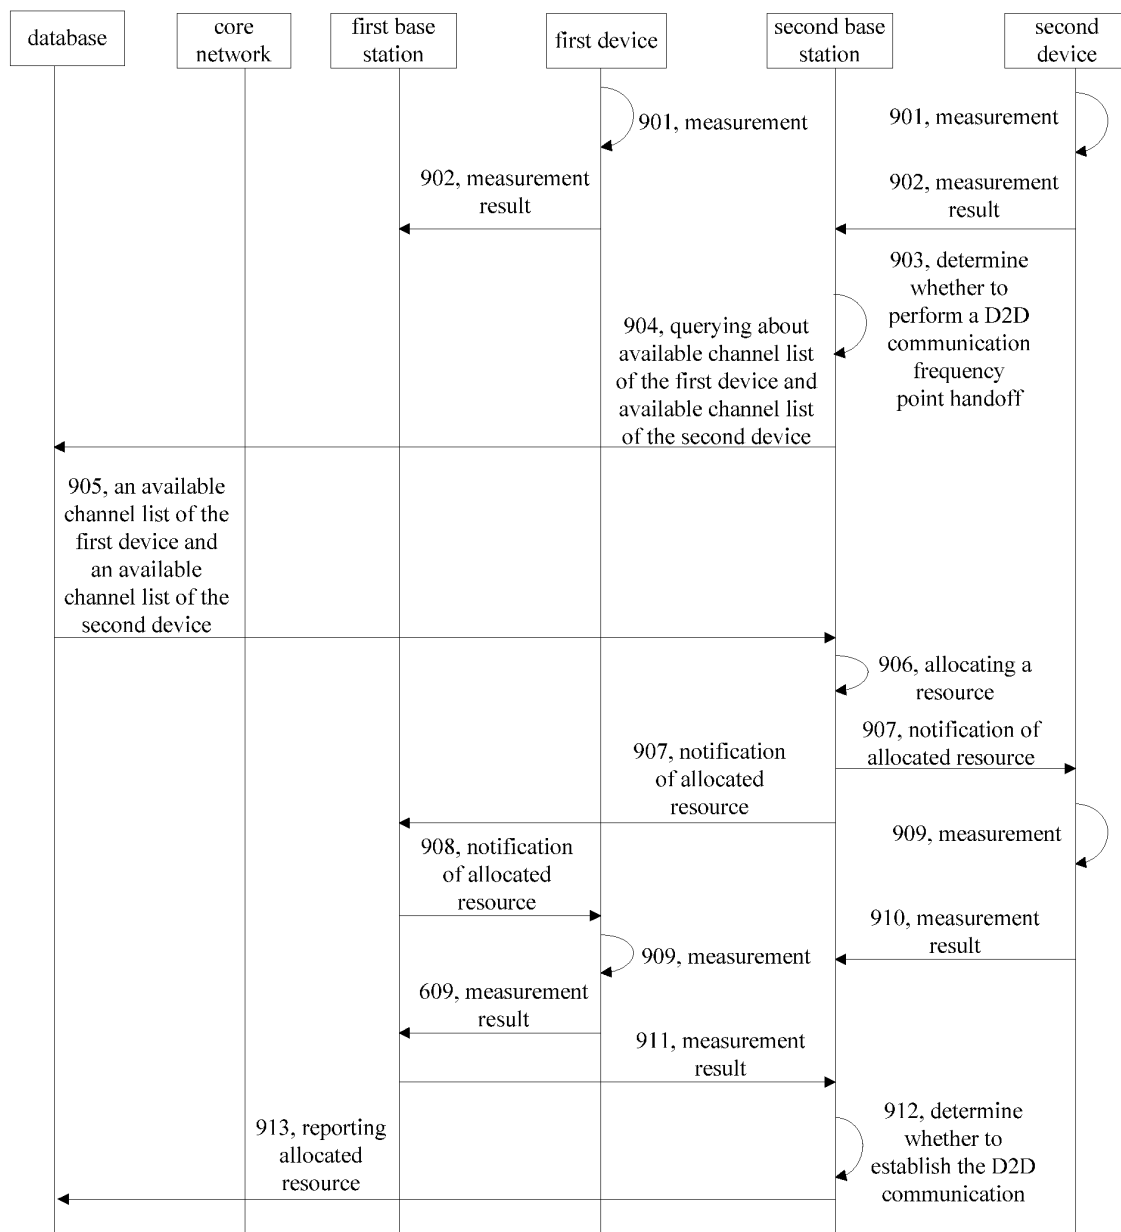 database
core
network
first base
station
first device
second base
station
second
device
901, measurement
901, measurement
902, measurement
result
902, measurement
result
903, determine
whether to
perform a D2D
communication
frequency
point handoff
904, querying about
available channel list
of the first device and
available channel list
of the second device
905, an available
channel list of the
first device and
an available
channel list of the
second device
906, allocating a
resource
907, notification of
allocated resource
907, notification
of allocated
resource
909, measurement
908, notification
of allocated
resource
910, measurement
result
909, measurement
609, measurement
result
911, measurement
result
912, determine
whether to
establish the D2D
communication
913, reporting
allocated
resource